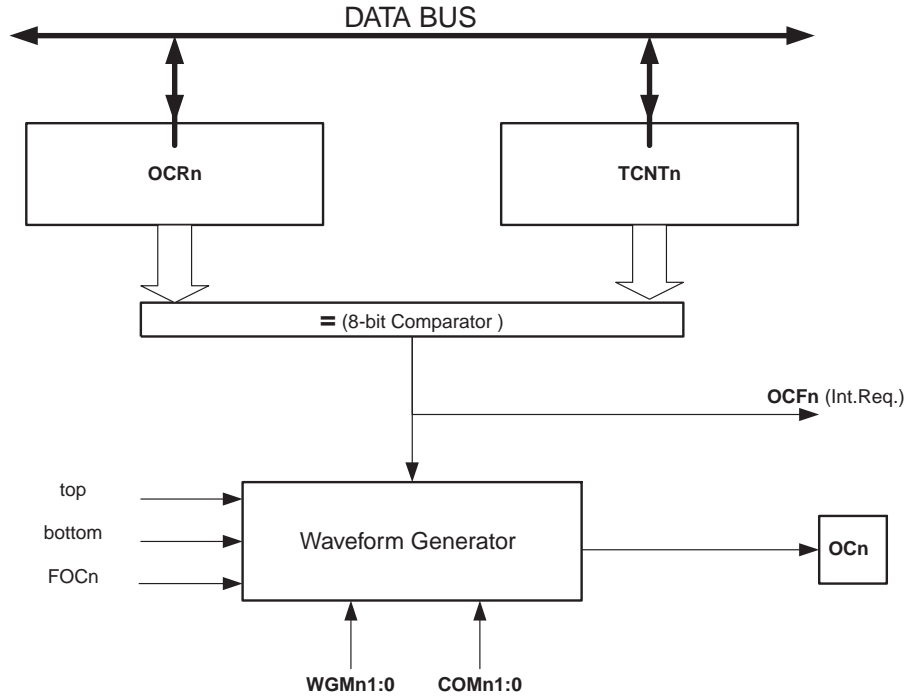 DATA BUS
OCRn
TCNTn
= (8-bit Comparator )
OCFn (Int.Req.)
top
bottom
FOCn
Waveform Generator
OCn
WGMn1:0
COMn1:0